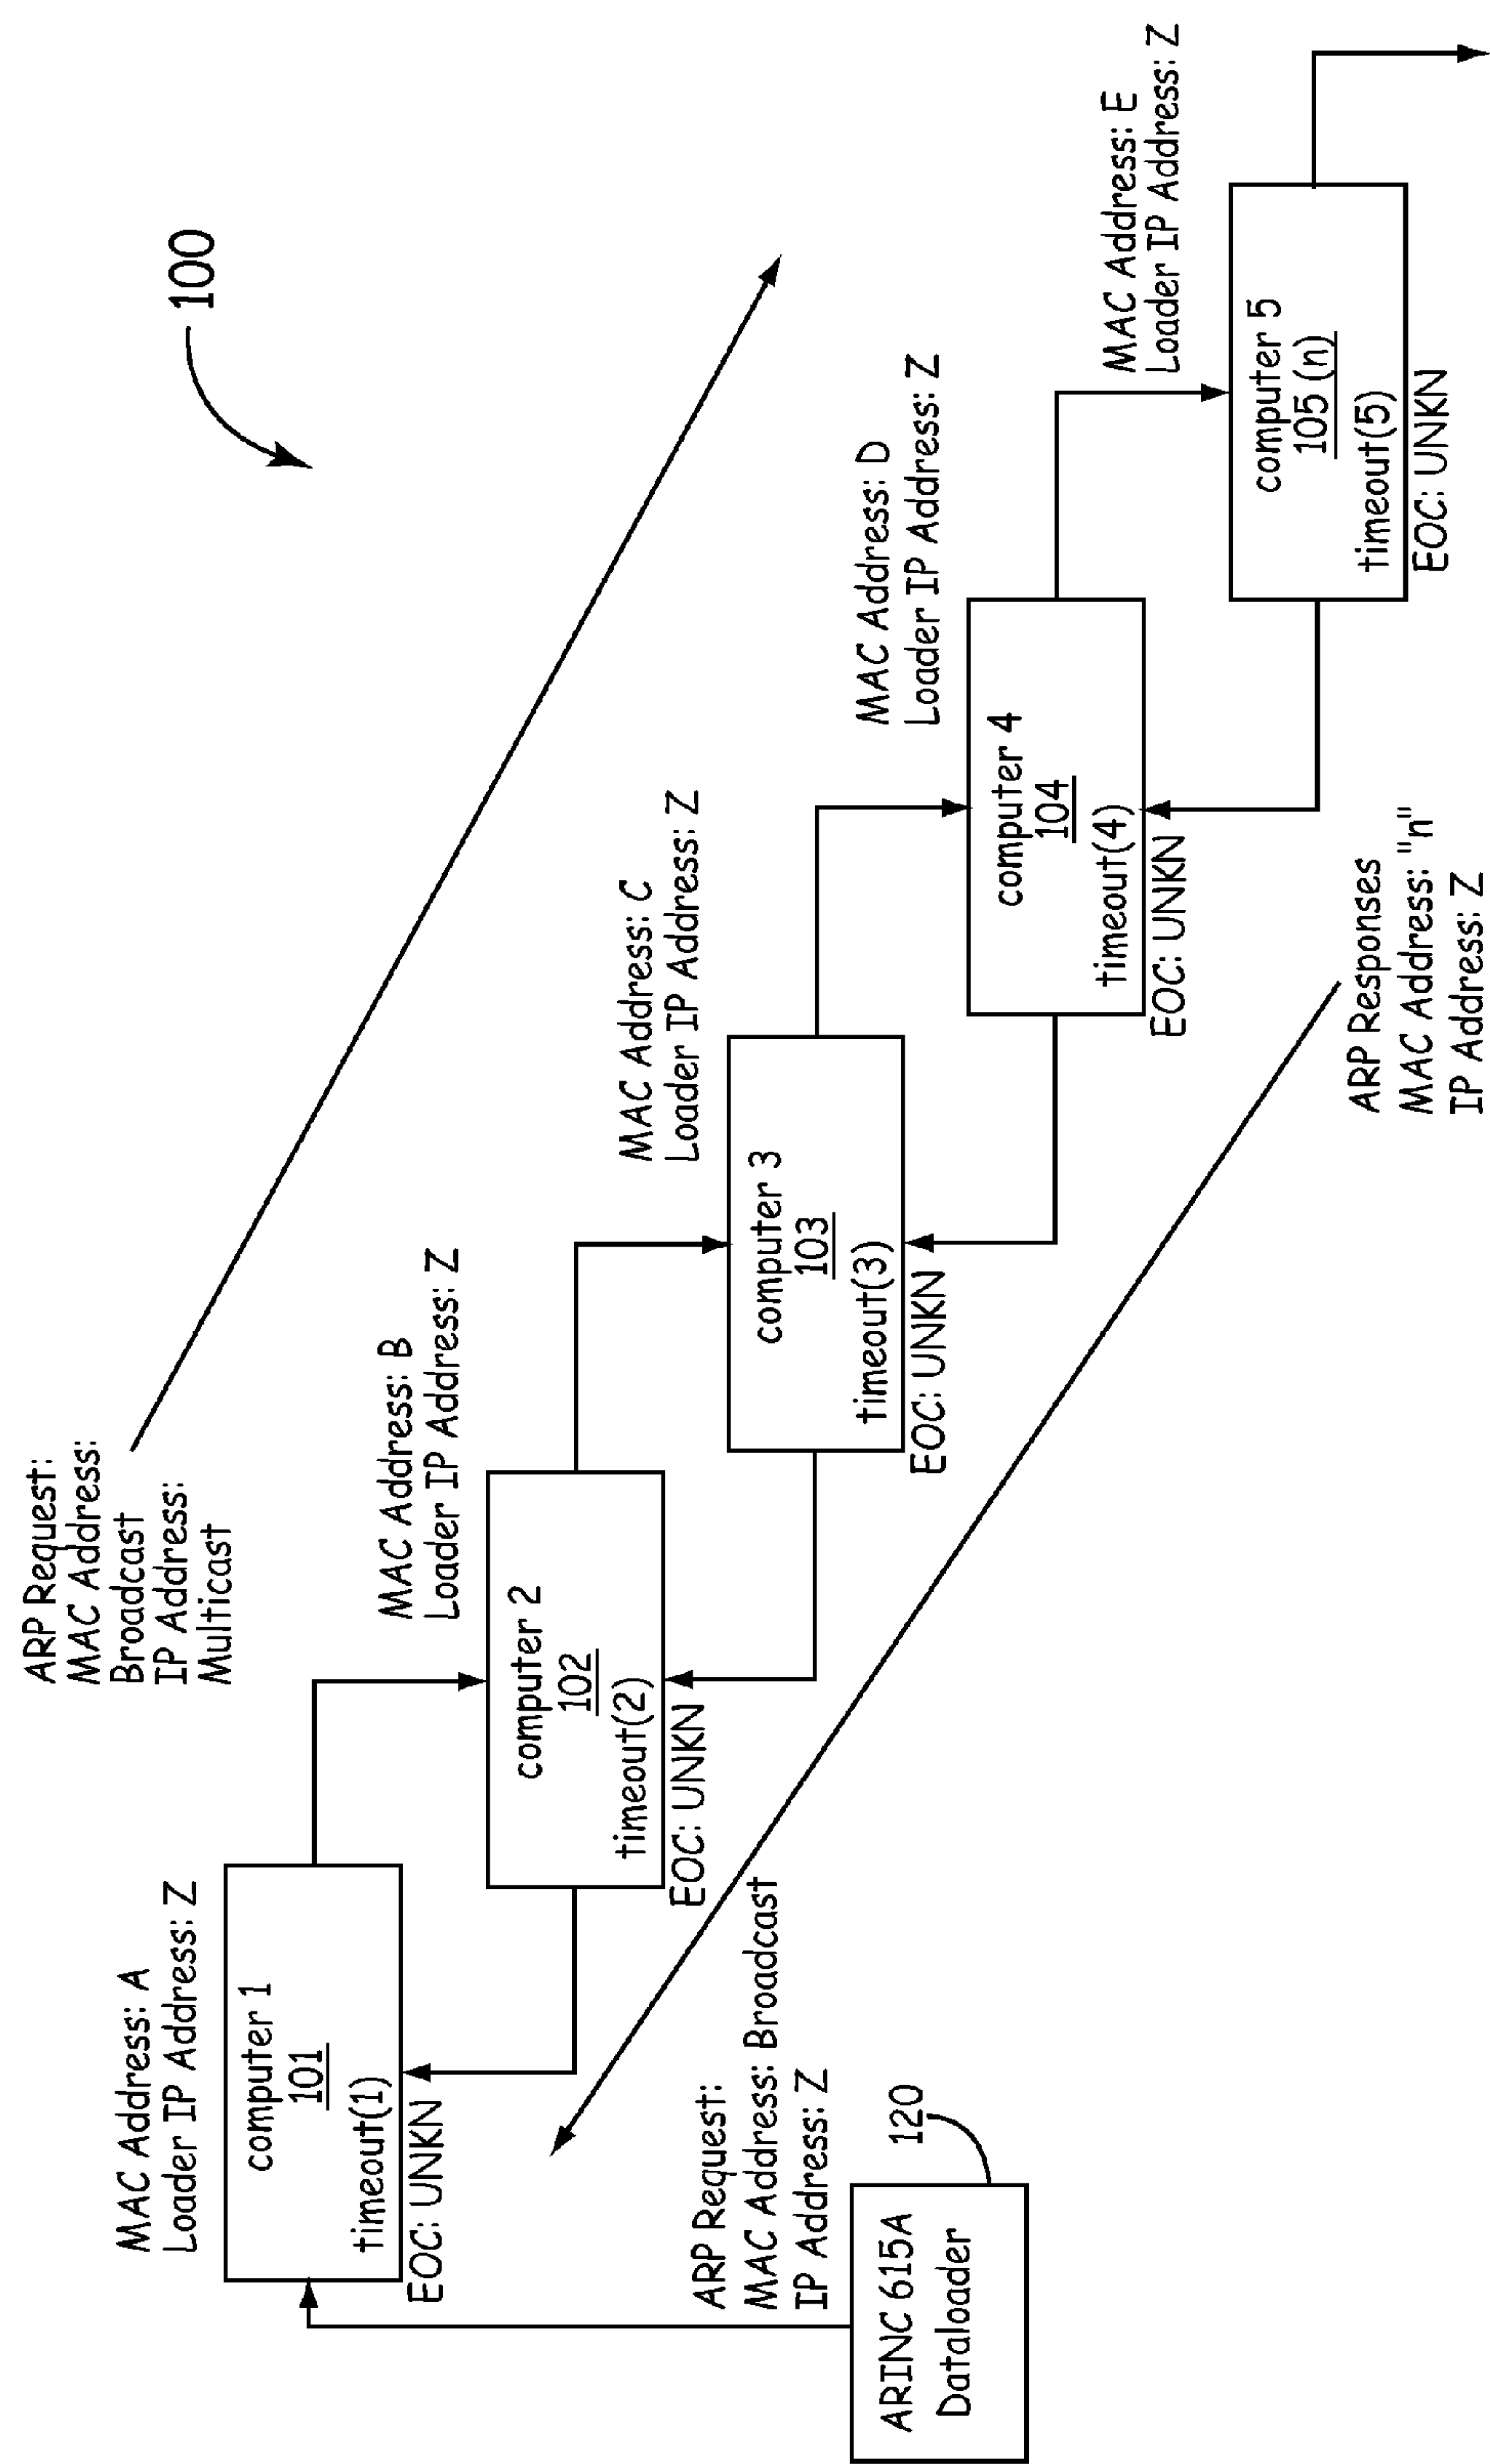 100
ARP Request:
MAC Address:
Broadcast
IP Address:
Multicast
MAC Address: A
Loader IP Address: Z
computer 1
101
timeout(1)
EOC: UNKN
MAC Address: B
Loader IP Address: Z
computer 2
102
timeout(2)
EOC: UNKN
MAC Address: C
Loader IP Address: Z
computer 3
103
timeout(3)
EOC: UNKN
MAC Address: D
Loader IP Address: Z
computer 4
104
timeout(4)
EOC: UNKN
MAC Address: E
Loader IP Address: Z
computer 5
105 (n)
timeout(5)
EOC: UNKN
ARP Request:
MAC Address: Broadcast
IP Address: Z
120
ARINC 615A
Dataloader
ARP Responses
MAC Address: "n"
IP Address: Z